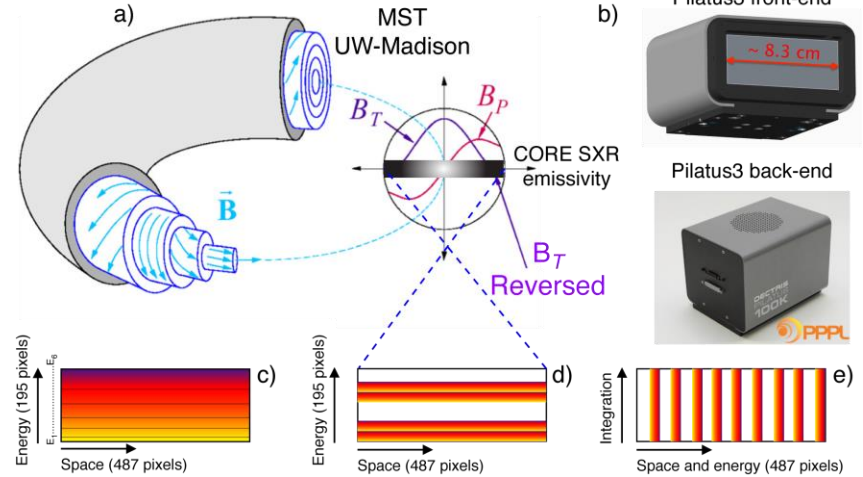 a)
MST
UW-Madison
B_T
B_P
CORE SXR
emissivity
B⃗
B_T
Reversed
b)
Pilatus3 front-end
~ 8.3 cm
Pilatus3 back-end
DECTRIS
100K
PPPL
c)
E_6
E_1
Energy (195 pixels)
Space (487 pixels)
d)
Energy (195 pixels)
Space (487 pixels)
e)
Integration
Space and energy (487 pixels)